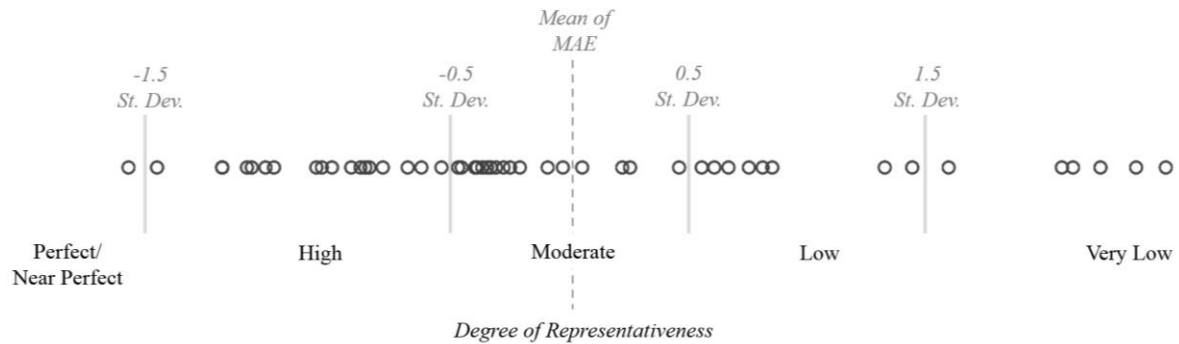 Mean of
MAE
-1.5
St. Dev.
-0.5
St. Dev.
0.5
St. Dev.
1.5
St. Dev.
Perfect/
Near Perfect
High
Moderate
Low
Very Low
Degree of Representativeness